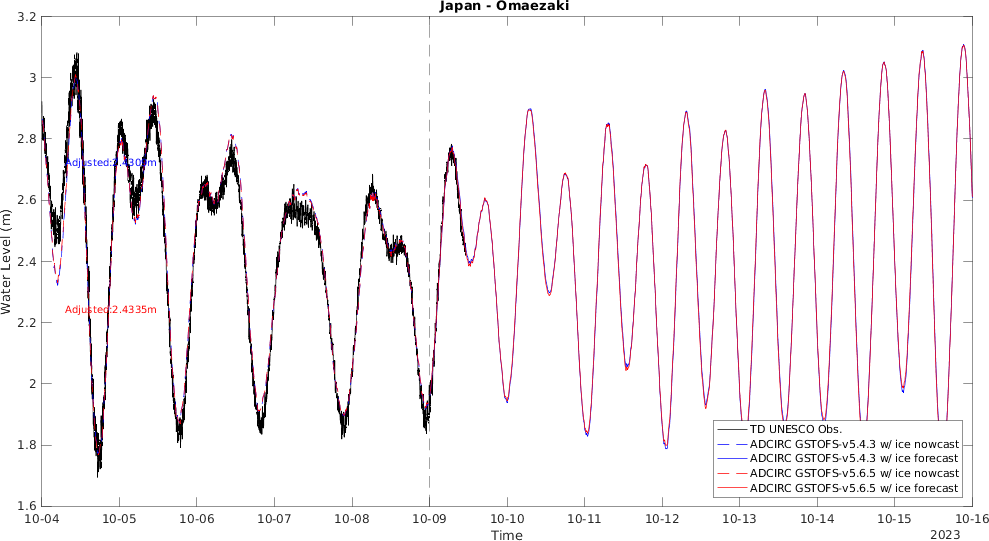 Japan - Omaezaki
Water Level (m)
3.2
3
2.8
2.6
2.4
2.2
2
1.8
1.6
Adjusted:2.4335m
TD UNESCO Obs.
ADCIRC GSTOFS-v5.4.3 w/ ice nowcast
ADCIRC GSTOFS-v5.4.3 w/ ice forecast
ADCIRC GSTOFS-v5.6.5 w/ ice nowcast
ADCIRC GSTOFS-v5.6.5 w/ ice forecast
10-04 10-05 10-06 10-07 10-08 10-09 10-10 10-11 10-12 10-13 10-14 10-15 10-16
Time
2023